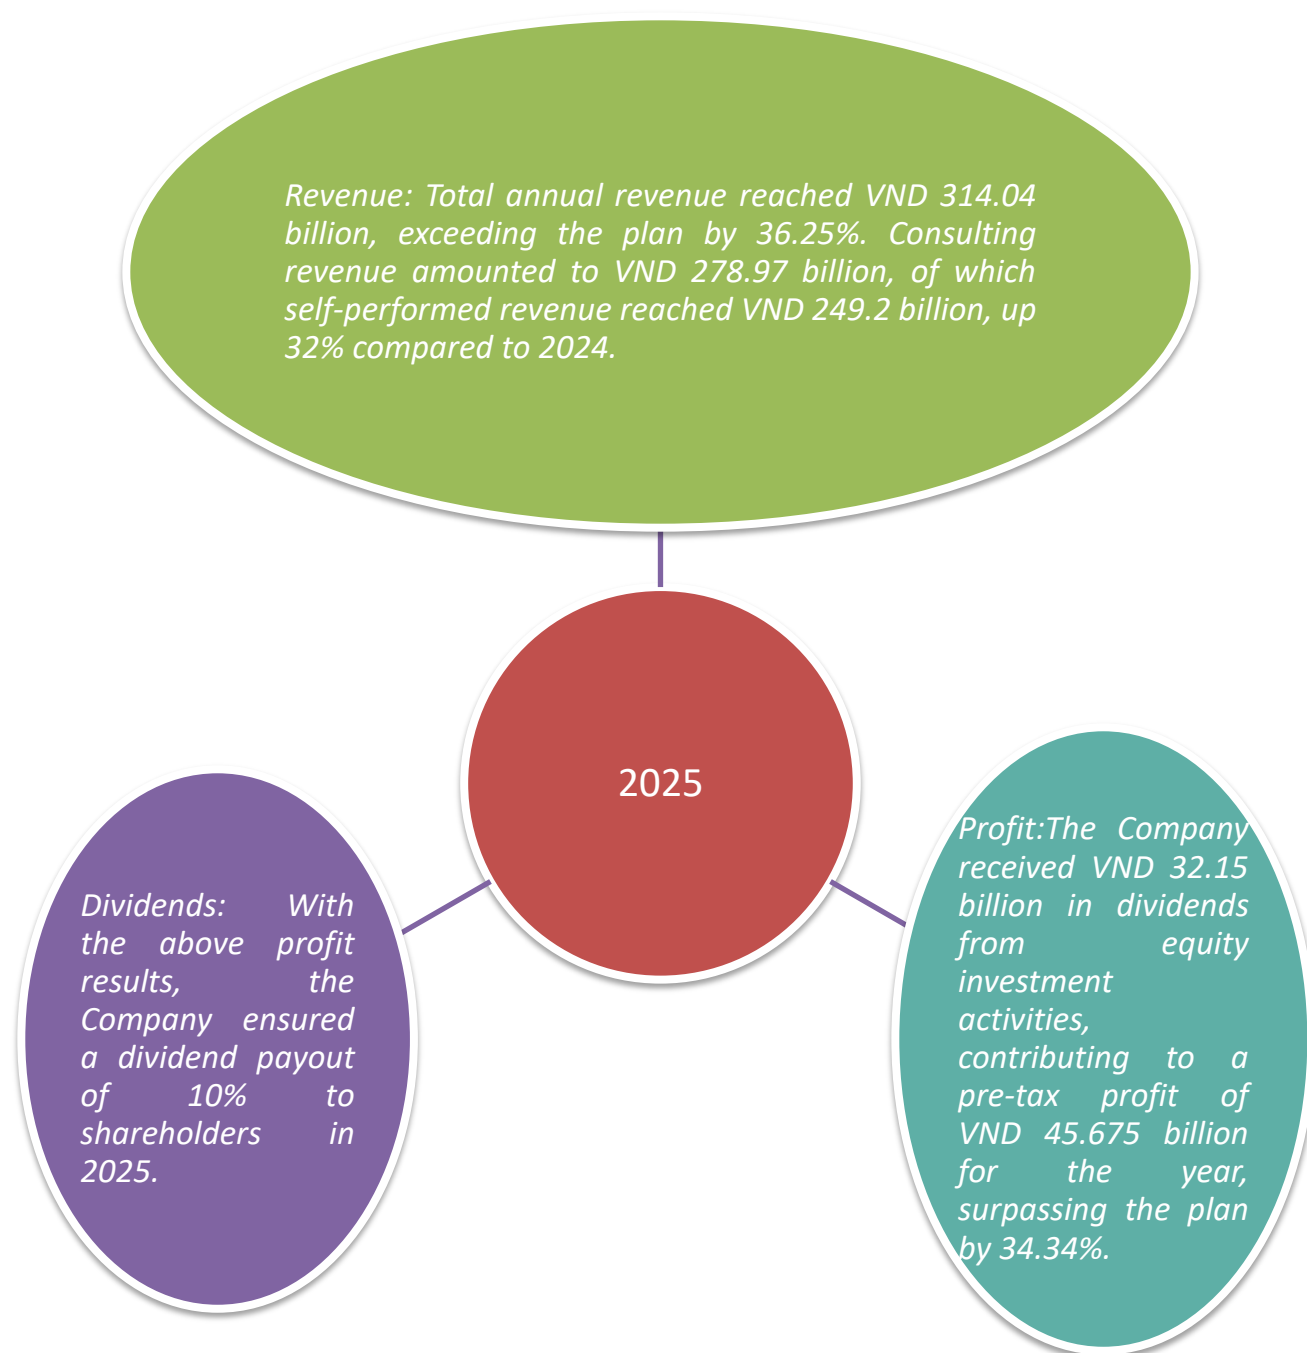 Revenue: Total annual revenue reached VND 314.04
billion, exceeding the plan by 36.25%. Consulting
revenue amounted to VND 278.97 billion, of which
self-performed revenue reached VND 249.2 billion, up
32% compared to 2024.
2025
Dividends: With
the above profit
results, the
Company ensured
a dividend payout
of 10% to
shareholders in
2025.
Profit:The Company
received VND 32.15
billion in dividends
from equity
investment
activities,
contributing to a
pre-tax profit of
VND 45.675 billion
for the year,
surpassing the plan
by 34.34%.